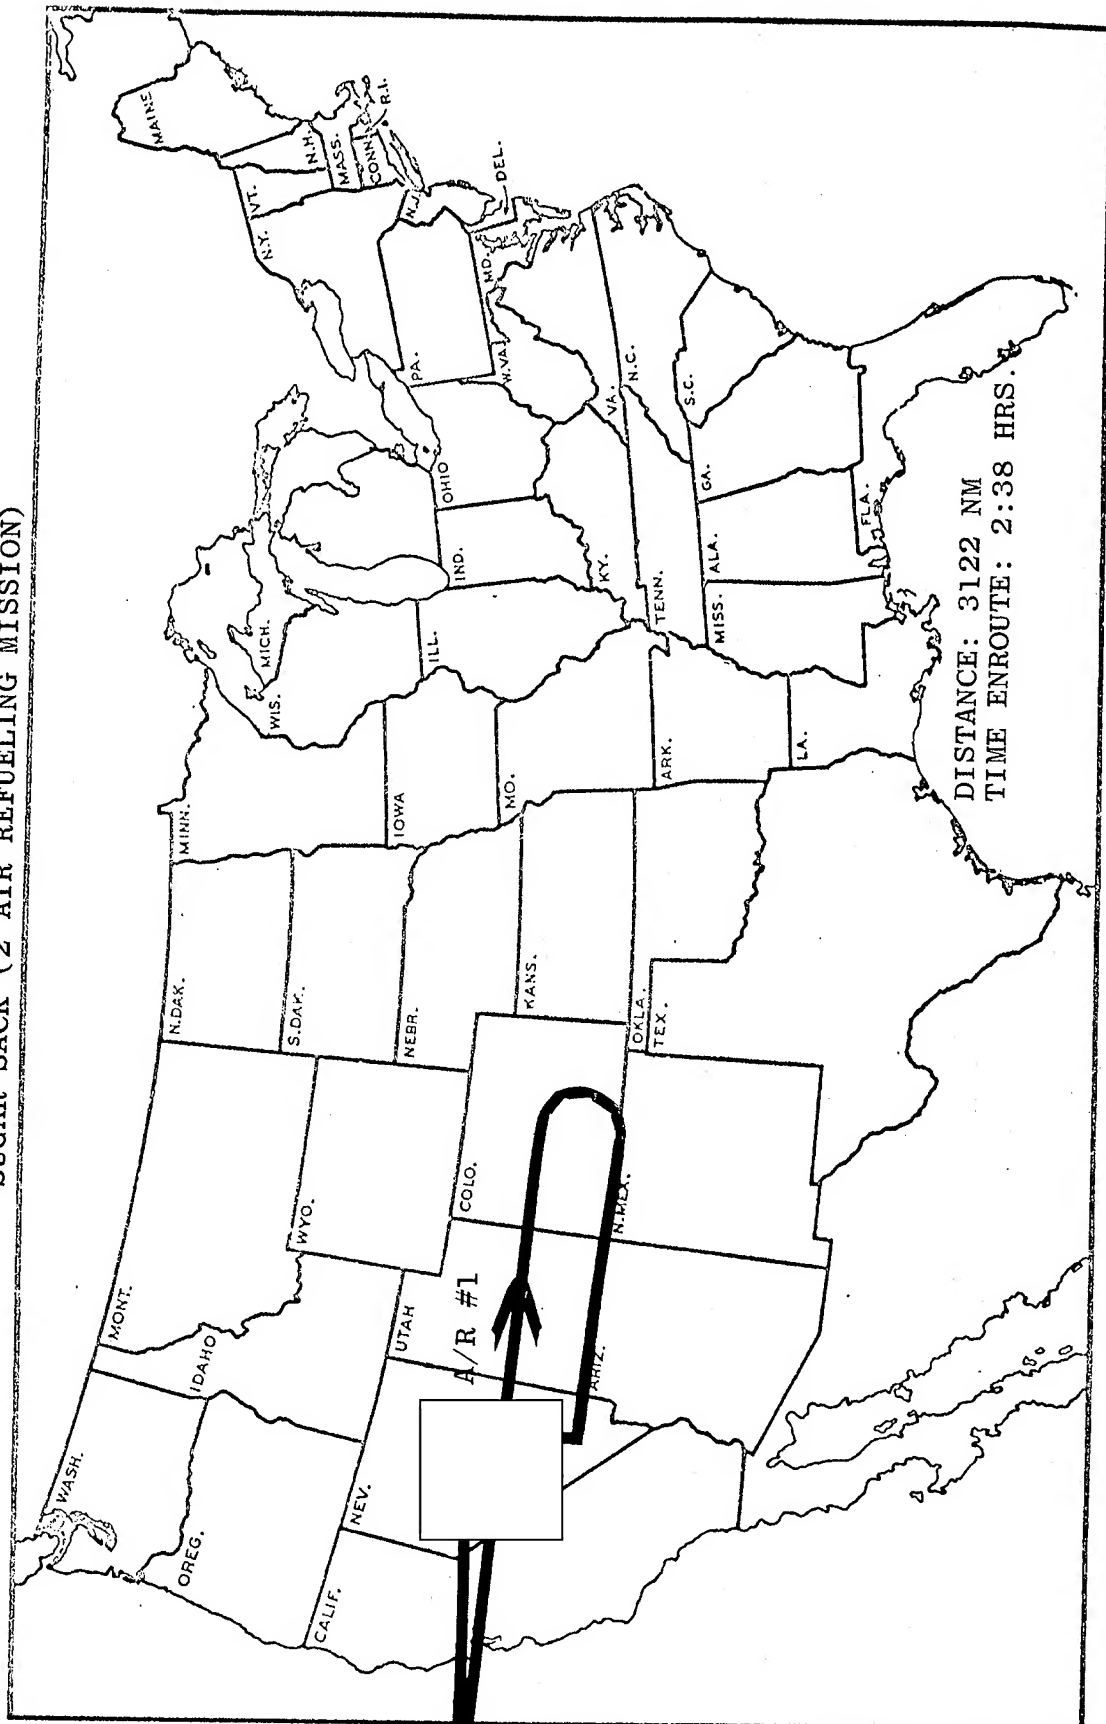 SUGAR SACK (2 AIR REFUELING MISSION)
WASH.
MONT.
N.DAK.
MINN.
MAINE
OREG.
IDAHO
WYO.
S.DAK.
WIS.
MICH.
N.Y.
VT.
N.H.
MASS.
CONN.
R.I.
CALIF.
NEV.
UTAH
COLO.
NEBR.
IOWA
ILL.
IND.
OHIO
PA.
N.J.
MD.
DEL.
A/R #1
KANS.
MO.
KY.
W.VA.
VA.
ARIZ.
N.MEX.
OKLA.
TEX.
ARK.
TENN.
N.C.
S.C.
LA.
MISS.
ALA.
GA.
FLA.
DISTANCE: 3122 NM
TIME ENROUTE: 2:38 HRS.